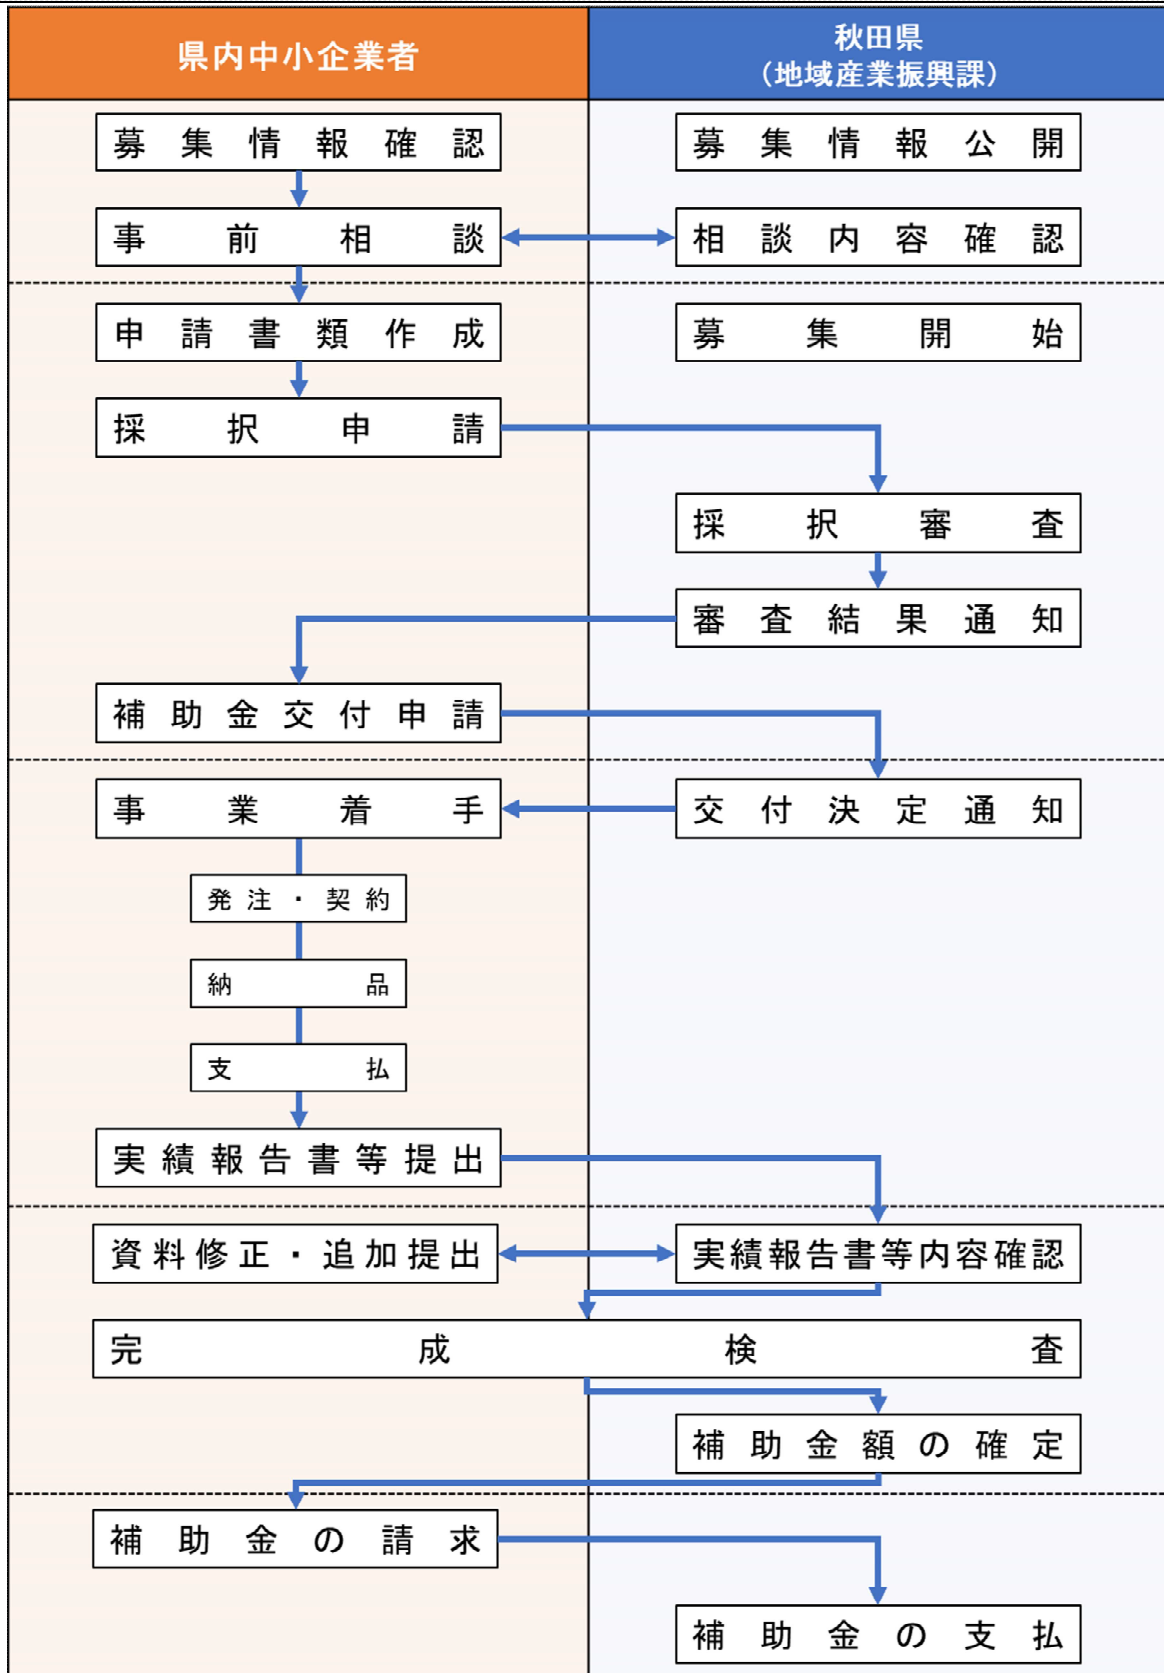 県内中小企業者
秋田県
（地域産業振興課）
募集情報確認
募集情報公開
事前相談
相談内容確認
申請書類作成
募集開始
採択申請
採択審査
審査結果通知
補助金交付申請
事業着手
交付決定通知
発注・契約
納品
支払
実績報告書等提出
資料修正・追加提出
実績報告書等内容確認
完成検査
補助金額の確定
補助金の請求
補助金の支払